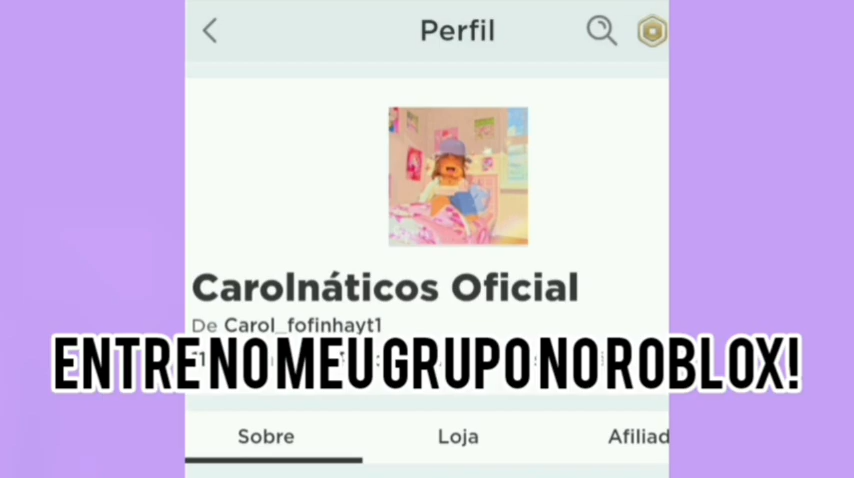 Perfil
Carolnáticos Oficial
De Carol_fofinhayt1
ENTRE NO MEU GRUPO NO ROBLOX!
Sobre
Loja
Afiliad